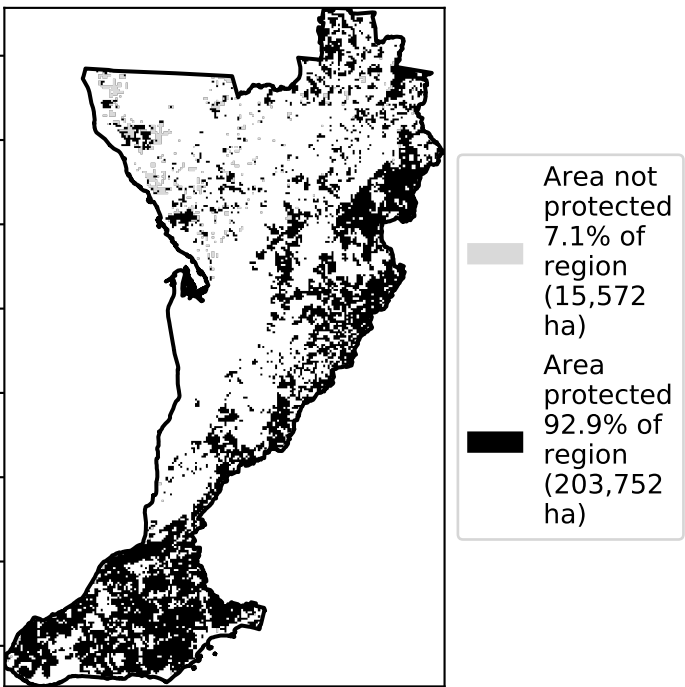 Area not
protected
7.1% of
region
(15,572
ha)
Area
protected
92.9% of
region
(203,752
ha)